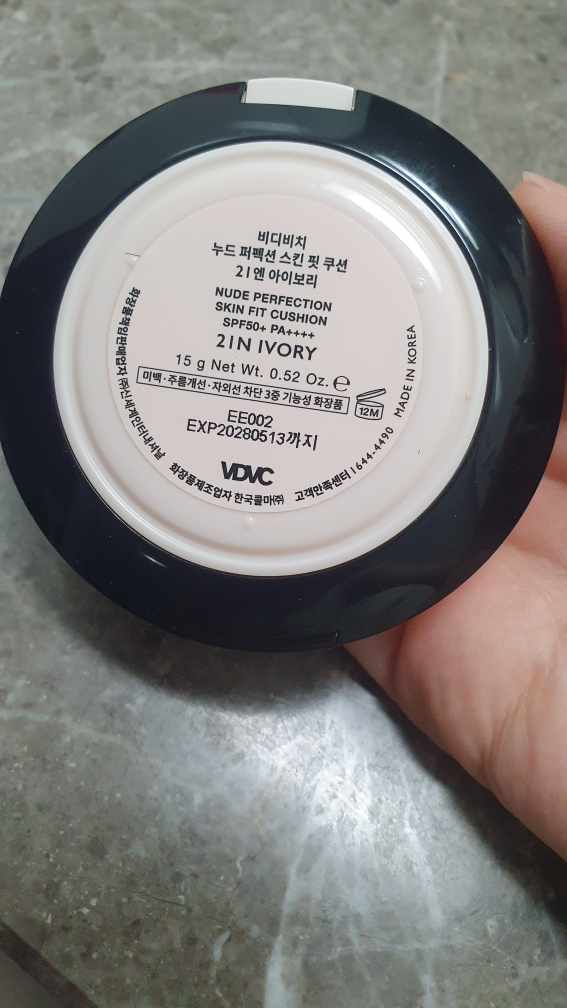 비디비치
누드 퍼펙션 스킨 핏 쿠션
21엔 아이보리
NUDE PERFECTION
SKIN FIT CUSHION
SPF50+ PA++++
21N IVORY
15 g Net Wt. 0.52 Oz. ℮
미백·주름개선·자외선 차단 3중 기능성 화장품
12M
EE002
EXP20280513까지
VDVC
화장품책임판매업자 ㈜신세계인터내셔날
화장품제조업자 한국콜마㈜
고객만족센터 1644-4490
MADE IN KOREA